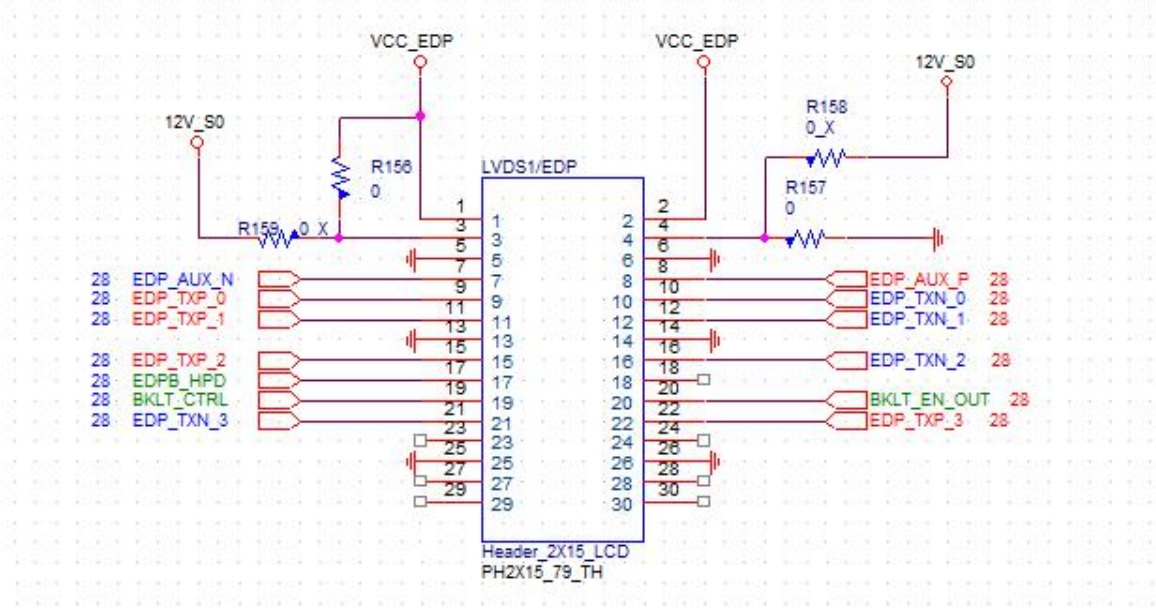 VCC_EDP VCC_EDP
12V_S0
R158
0_X
12V_S0
R156
0
LVDS1/EDP
R157
0
R159 0_X
1 1 2 2
3 3 4 4
5 5 6 6
28 EDP_AUX_N 7 7 8 8 EDP_AUX_P 28
28 EDP_TXP_0 9 9 10 10 EDP_TXN_0 28
28 EDP_TXP_1 11 11 12 12 EDP_TXN_1 28
13 13 14 14
28 EDP_TXP_2 15 15 16 16 EDP_TXN_2 28
28 EDPB_HPD 17 17 18 18
28 BKLT_CTRL 19 19 20 20 BKLT_EN_OUT 28
28 EDP_TXN_3 21 21 22 22 EDP_TXP_3 28
23 23 24 24
25 25 26 26
27 27 28 28
29 29 30 30
Header_2X15_LCD
PH2X15_79_TH